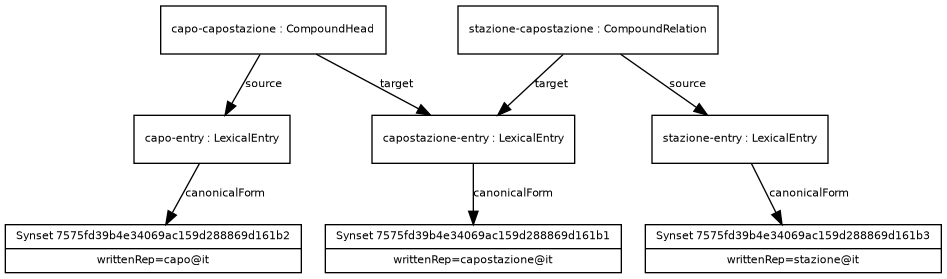 capo-capostazione : CompoundHead
stazione-capostazione : CompoundRelation
source
target
target
source
capo-entry : LexicalEntry
capostazione-entry : LexicalEntry
stazione-entry : LexicalEntry
canonicalForm
canonicalForm
canonicalForm
Synset 7575fd39b4e34069ac159d288869d161b2
Synset 7575fd39b4e34069ac159d288869d161b1
Synset 7575fd39b4e34069ac159d288869d161b3
writtenRep=capo@it
writtenRep=capostazione@it
writtenRep=stazione@it